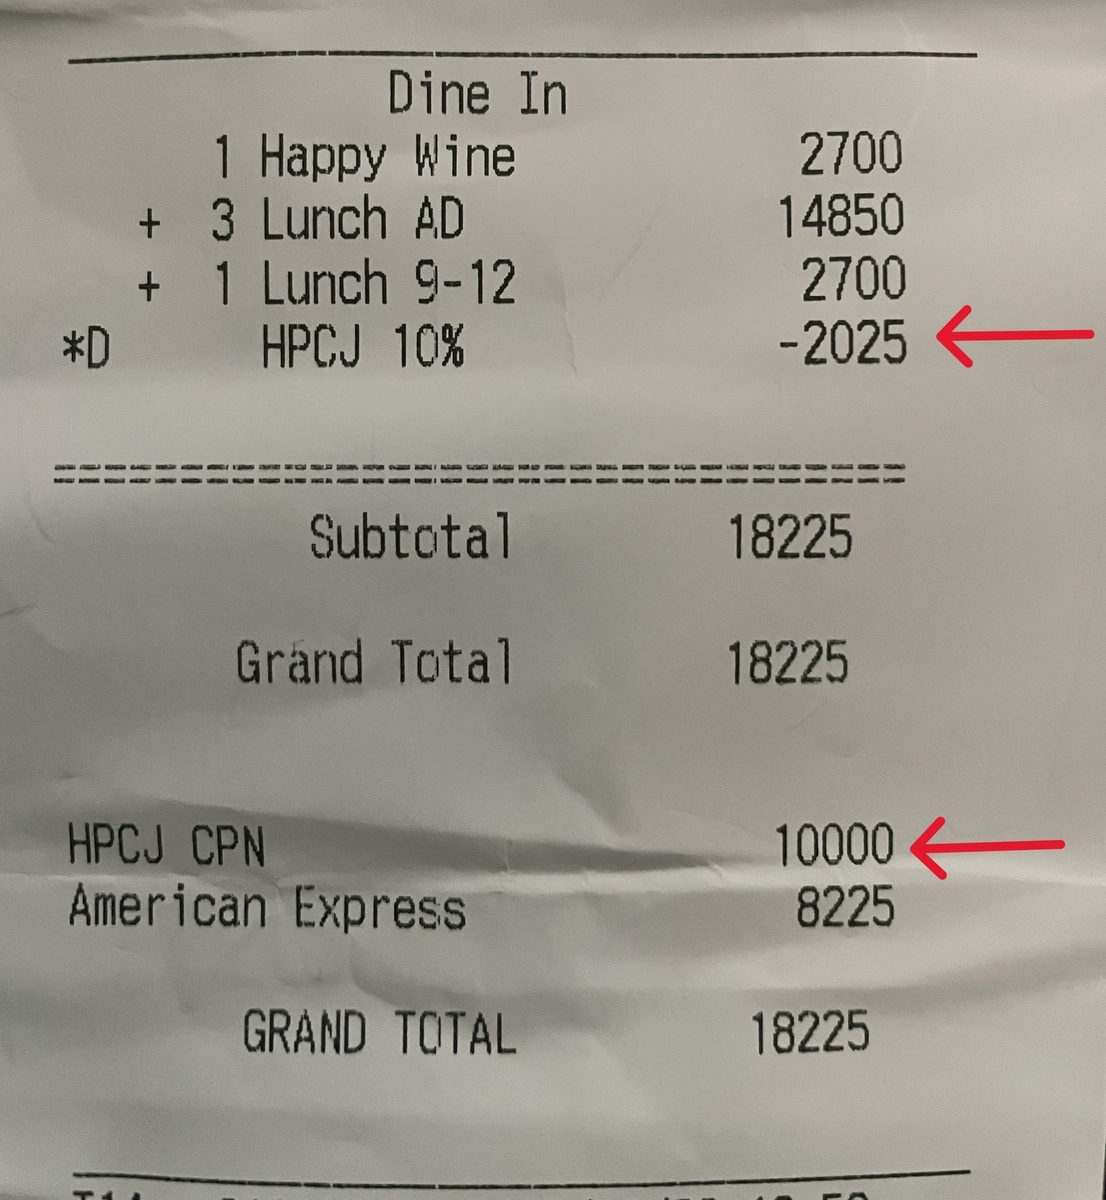 Dine In
1 Happy Wine 2700
+ 3 Lunch AD 14850
+ 1 Lunch 9-12 2700
*D HPCJ 10% -2025
==================================
Subtotal 18225
Grand Total 18225
HPCJ CPN 10000
American Express 8225
GRAND TOTAL 18225